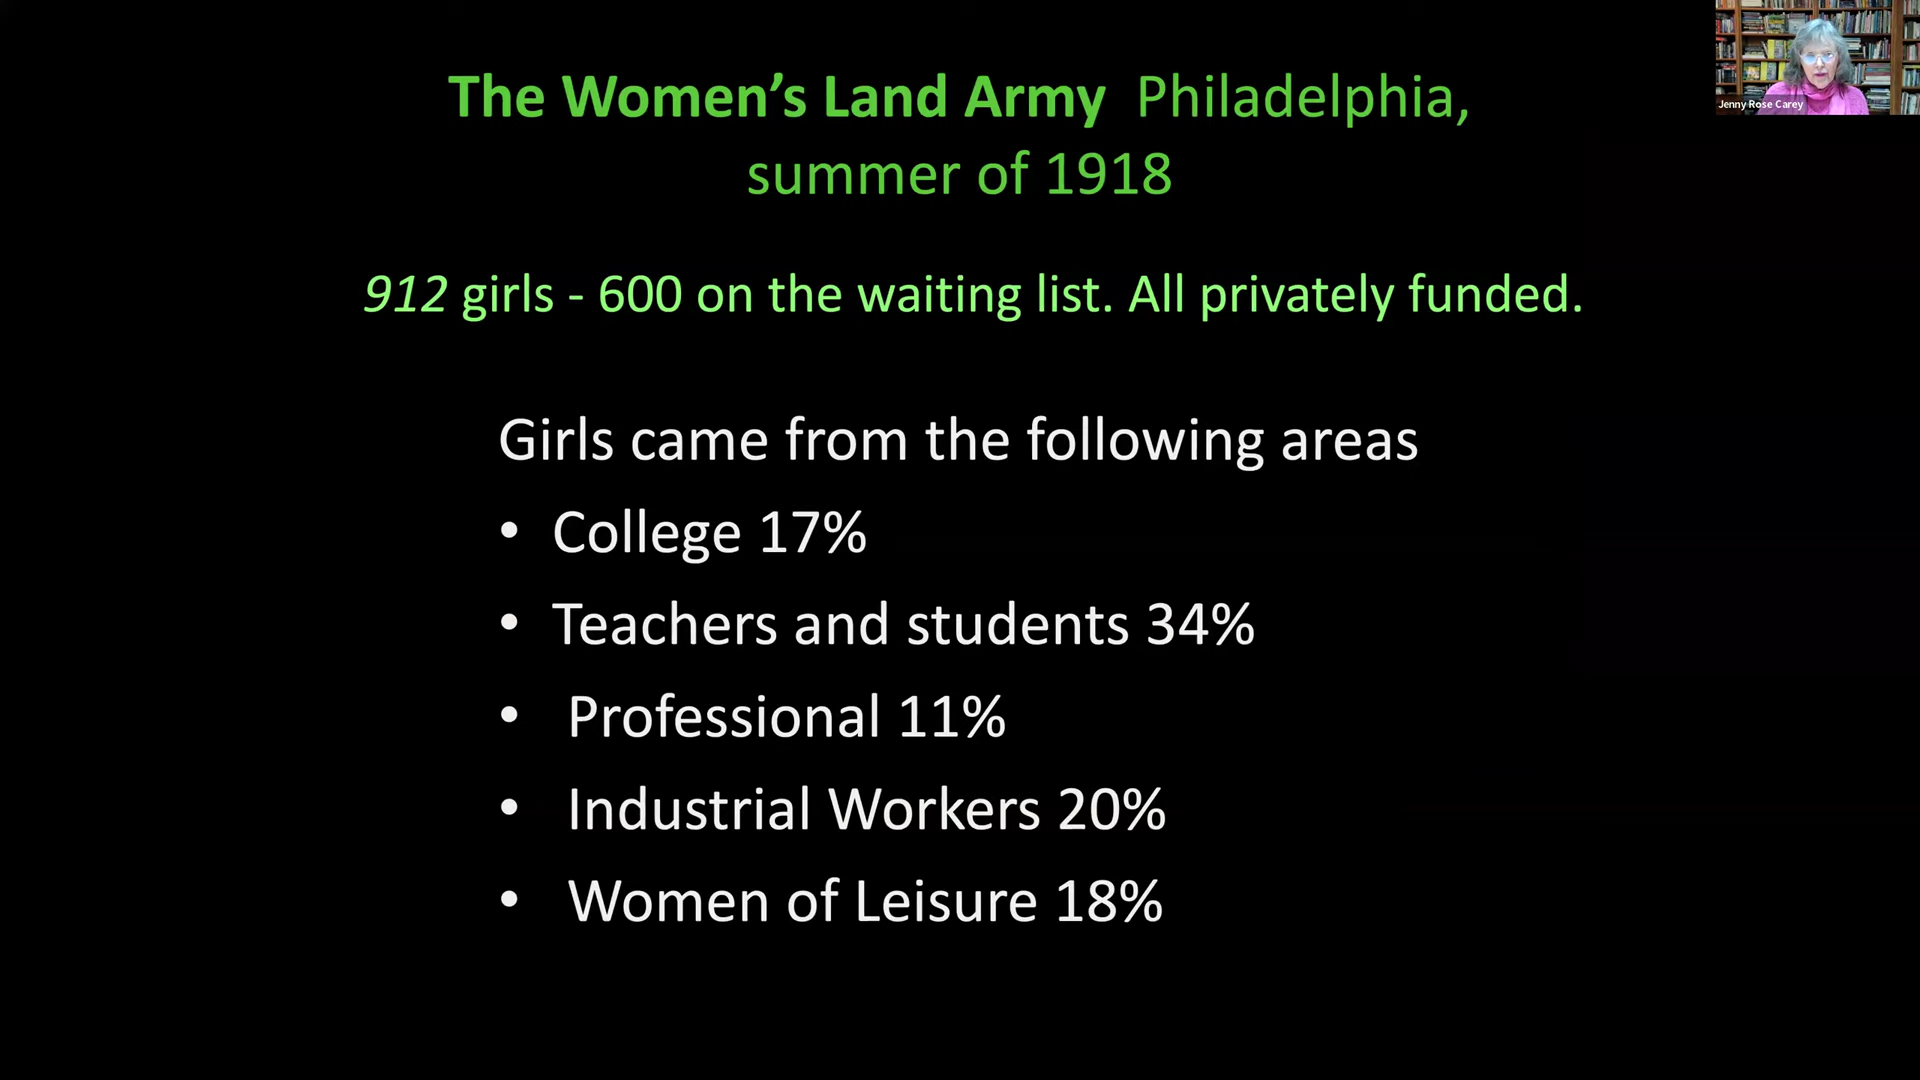 The Women’s Land Army Philadelphia,
summer of 1918
Jenny Rose Carey
912 girls - 600 on the waiting list. All privately funded.
Girls came from the following areas
• College 17%
• Teachers and students 34%
• Professional 11%
• Industrial Workers 20%
• Women of Leisure 18%